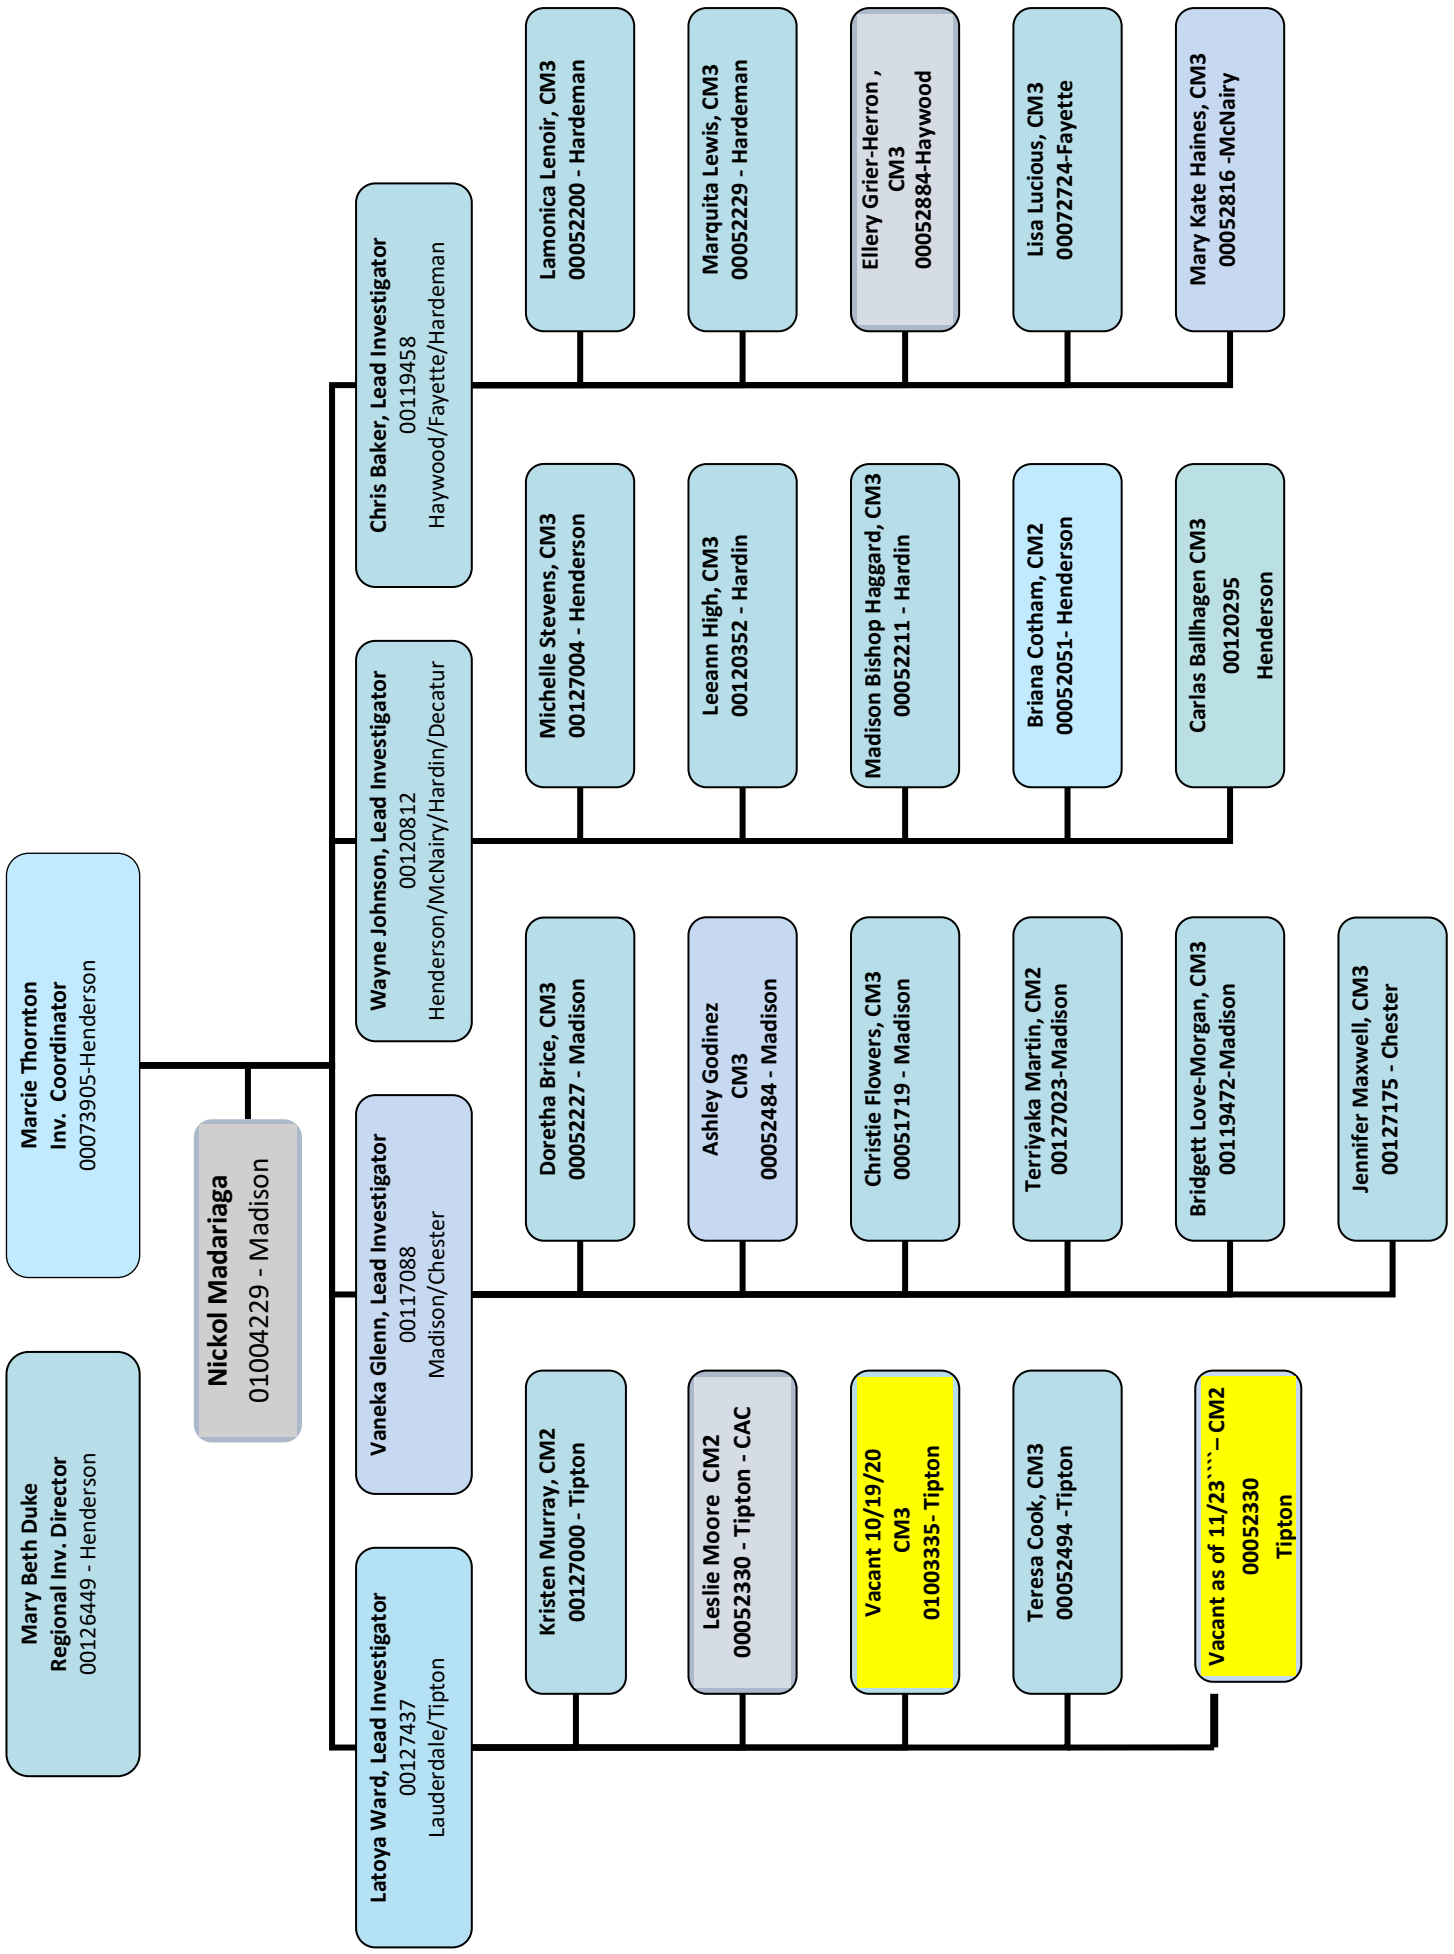 Mary Beth Duke
Regional Inv. Director
00126449 - Henderson
Marcie Thornton
Inv. Coordinator
00073905-Henderson
Nickol Madariaga
01004229 - Madison
Latoya Ward, Lead Investigator
00127437
Lauderdale/Tipton
Vaneka Glenn, Lead Investigator
00117088
Madison/Chester
Wayne Johnson, Lead Investigator
00120812
Henderson/McNairy/Hardin/Decatur
Chris Baker, Lead Investigator
00119458
Haywood/Fayette/Hardeman
Kristen Murray, CM2
00127000 - Tipton
Leslie Moore CM2
00052330 - Tipton - CAC
Vacant 10/19/20
CM3
01003335- Tipton
Teresa Cook, CM3
00052494 -Tipton
Vacant as of 11/23````– CM2
00052330
Tipton
Doretha Brice, CM3
00052227 - Madison
Ashley Godinez
CM3
00052484 - Madison
Christie Flowers, CM3
00051719 - Madison
Terriyaka Martin, CM2
00127023-Madison
Bridgett Love-Morgan, CM3
00119472-Madison
Jennifer Maxwell, CM3
00127175 - Chester
Michelle Stevens, CM3
00127004 - Henderson
Leeann High, CM3
00120352 - Hardin
Madison Bishop Haggard, CM3
00052211 - Hardin
Briana Cotham, CM2
00052051- Henderson
Carlas Ballhagen CM3
00120295
Henderson
Lamonica Lenoir, CM3
00052200 - Hardeman
Marquita Lewis, CM3
00052229 - Hardeman
Ellery Grier-Herron ,
CM3
00052884-Haywood
Lisa Lucious, CM3
00072724-Fayette
Mary Kate Haines, CM3
00052816 -McNairy